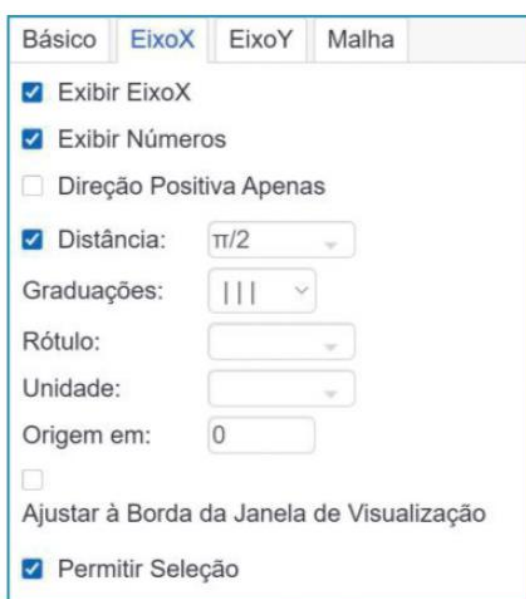 Básico EixoX EixoY Malha
Exibir EixoX
Exibir Números
Direção Positiva Apenas
Distância: π/2
Graduações: | | |
Rótulo:
Unidade:
Origem em: 0
Ajustar à Borda da Janela de Visualização
Permitir Seleção